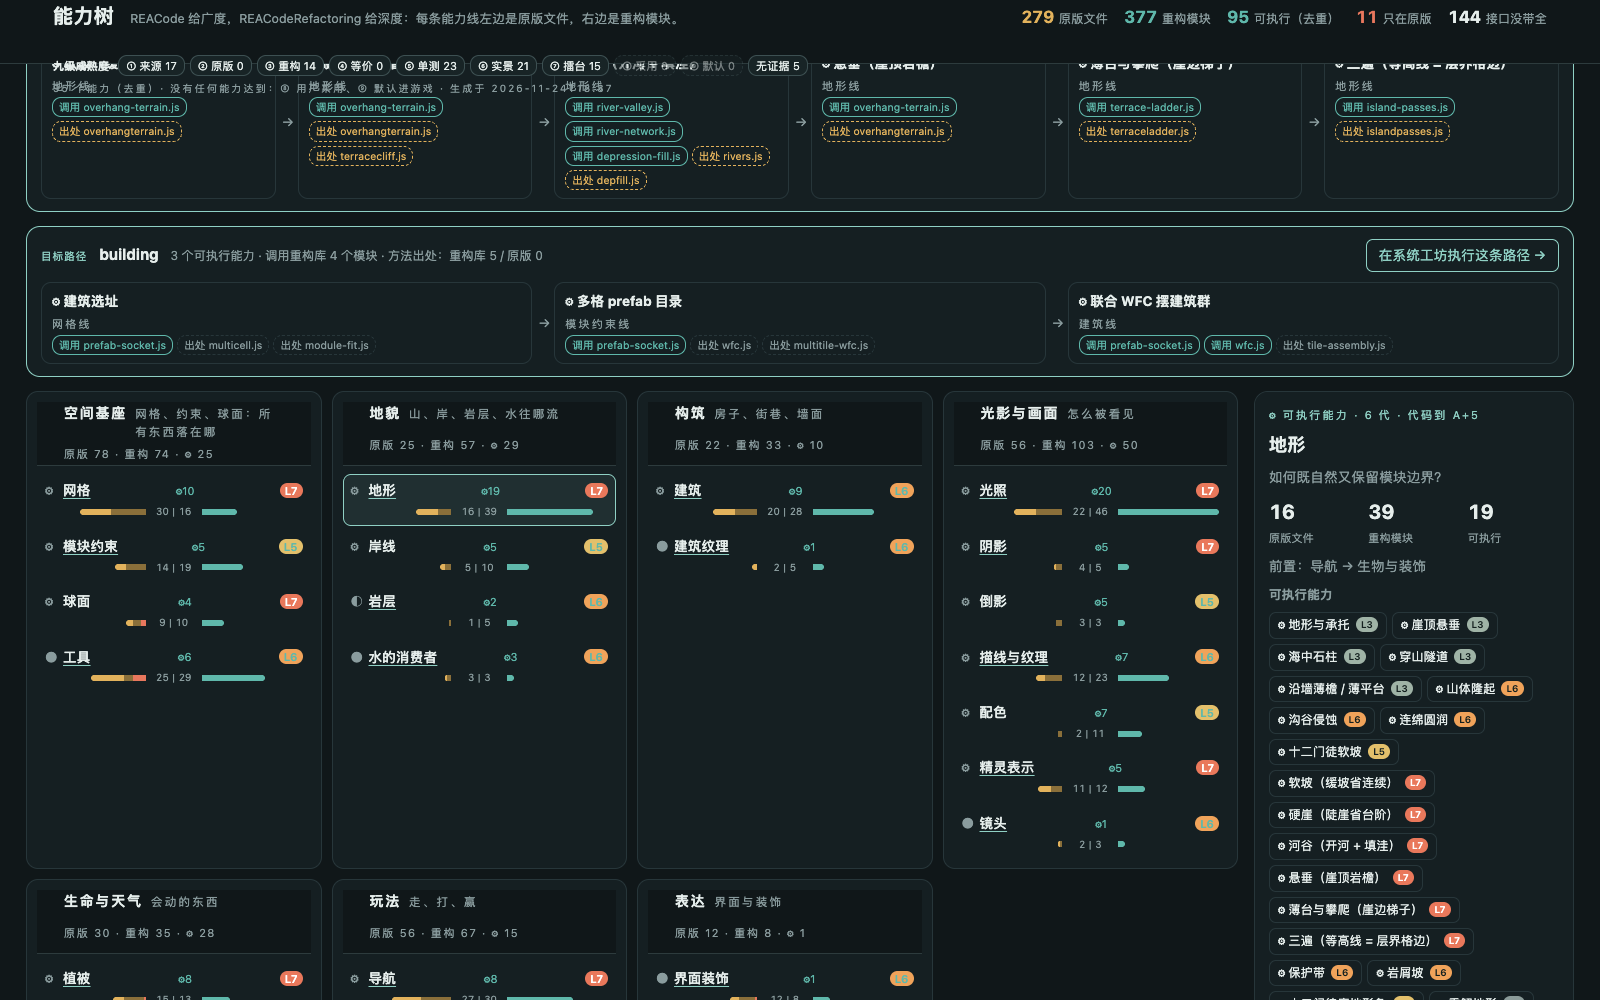 能力树 REACode 给广度，REACodeRefactoring 给深度：每条能力线左边是原版文件，右边是重构模块。
279 原版文件 377 重构模块 95 可执行（去重） 11 只在原版 144 接口没带全
① 来源 17 ② 原版 0 ③ 重构 14 ④ 等价 0 ⑤ 单测 23 ⑥ 实景 21 ⑦ 擂台 15 ⑨ 默认 0 无证据 5
能力（去重）· 没有任何能力达到：
默认进游戏 · 生成于 2026-11-24
地形线 地形线 地形线
调用 overhang-terrain.js
出处 overhangterrain.js
→
调用 overhang-terrain.js
出处 overhangterrain.js
出处 terracecliff.js
→
调用 river-valley.js
调用 river-network.js
调用 depression-fill.js 出处 rivers.js
出处 depfill.js
→
调用 overhang-terrain.js
出处 overhangterrain.js
→
调用 terrace-ladder.js
出处 terraceladder.js
→
调用 island-passes.js
出处 islandpasses.js
目标路径 building 3 个可执行能力 · 调用重构库 4 个模块 · 方法出处：重构库 5 / 原版 0
在系统工坊执行这条路径 →
建筑选址
网格线
调用 prefab-socket.js 出处 multicell.js 出处 module-fit.js
→
多格 prefab 目录
模块约束线
调用 prefab-socket.js 出处 wfc.js 出处 multitile-wfc.js
→
联合 WFC 摆建筑群
建筑线
调用 prefab-socket.js 调用 wfc.js 出处 tile-assembly.js
空间基座 网格、约束、球面：所
有东西落在哪
原版 78 · 重构 74 · ⚙ 25
网格 ⚙10 L7
30 | 16
模块约束 ⚙5 L5
14 | 19
球面 ⚙4 L7
9 | 10
工具 ⚙6 L6
25 | 29
地貌 山、岸、岩层、水往哪流
原版 25 · 重构 57 · ⚙ 29
地形 ⚙19 L7
16 | 39
岸线 ⚙5 L5
5 | 10
岩层 ⚙2 L6
1 | 5
水的消费者 ⚙3 L6
3 | 3
构筑 房子、街巷、墙面
原版 22 · 重构 33 · ⚙ 10
建筑 ⚙9 L6
20 | 28
建筑纹理 ⚙1 L6
2 | 5
光影与画面 怎么被看见
原版 56 · 重构 103 · ⚙ 50
光照 ⚙20 L7
22 | 46
阴影 ⚙5 L7
4 | 5
倒影 ⚙5 L5
3 | 3
描线与纹理 ⚙7 L6
12 | 23
配色 ⚙7 L5
2 | 11
精灵表示 ⚙5 L7
11 | 12
镜头 ⚙1 L6
2 | 3
⚙ 可执行能力 · 6 代 · 代码到 A+5
地形
如何既自然又保留模块边界？
16 39 19
原版文件 重构模块 可执行
前置：导航 → 生物与装饰
可执行能力
地形与承托 L3 崖顶悬垂 L3
海中石柱 L3 穿山隧道 L3
沿墙薄檐 / 薄平台 L3 山体隆起 L6
沟谷侵蚀 L6 连绵圆润 L6
十二门徒软坡 L5
软坡（缓坡省连续） L7
硬崖（陡崖省台阶） L7
河谷（开河 + 填洼） L7
悬垂（崖顶岩檐） L7
薄台与攀爬（崖边梯子） L7
三遍（等高线 = 层界格边） L7
保护带 L6 岩屑坡 L6
生命与天气 会动的东西
原版 30 · 重构 35 · ⚙ 28
植被 ⚙8 L7
玩法 走、打、赢
原版 56 · 重构 67 · ⚙ 15
导航 ⚙8 L7
表达 界面与装饰
原版 12 · 重构 8 · ⚙ 1
界面装饰 ⚙1 L6